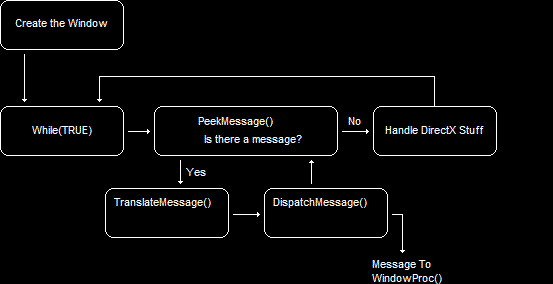 Create the Window
While(TRUE)
PeekMessage()
Is there a message?
No
Handle DirectX Stuff
Yes
TranslateMessage()
DispatchMessage()
Message To
WindowProc()